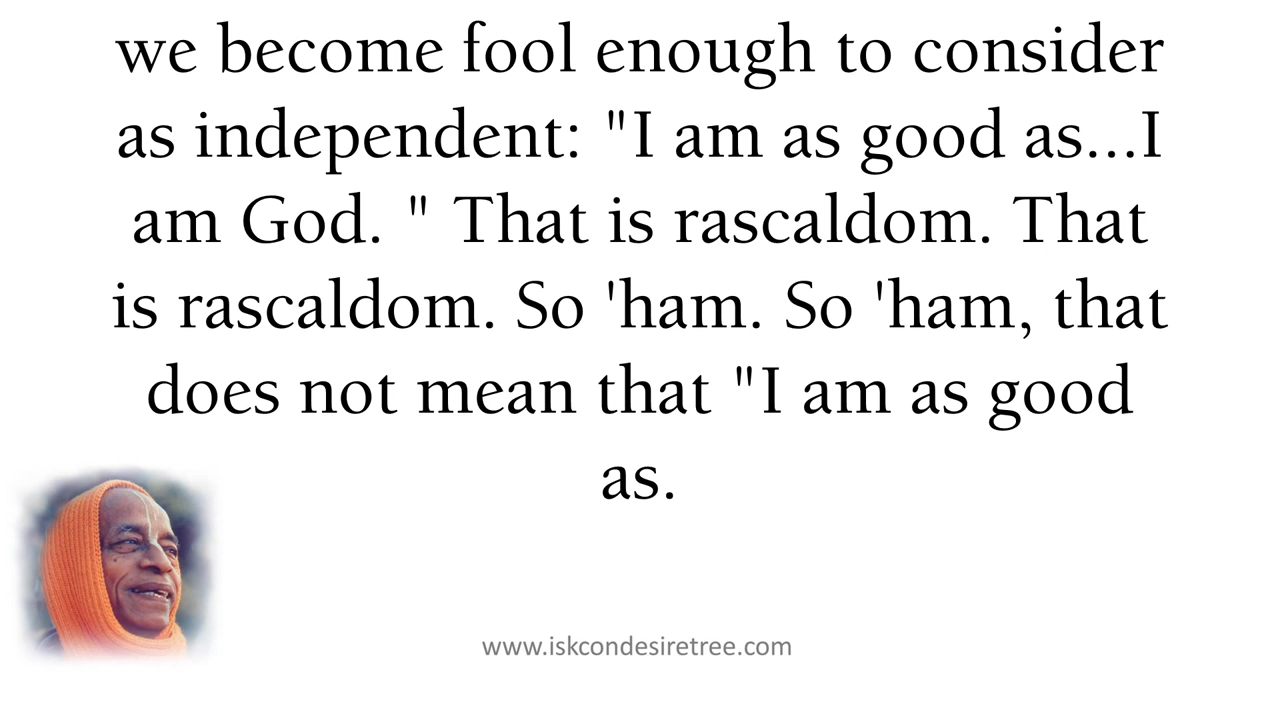 we become fool enough to consider
as independent: "I am as good as...I
am God. " That is rascaldom. That
is rascaldom. So 'ham. So 'ham, that
does not mean that "I am as good
as.
www.iskcondesiretree.com